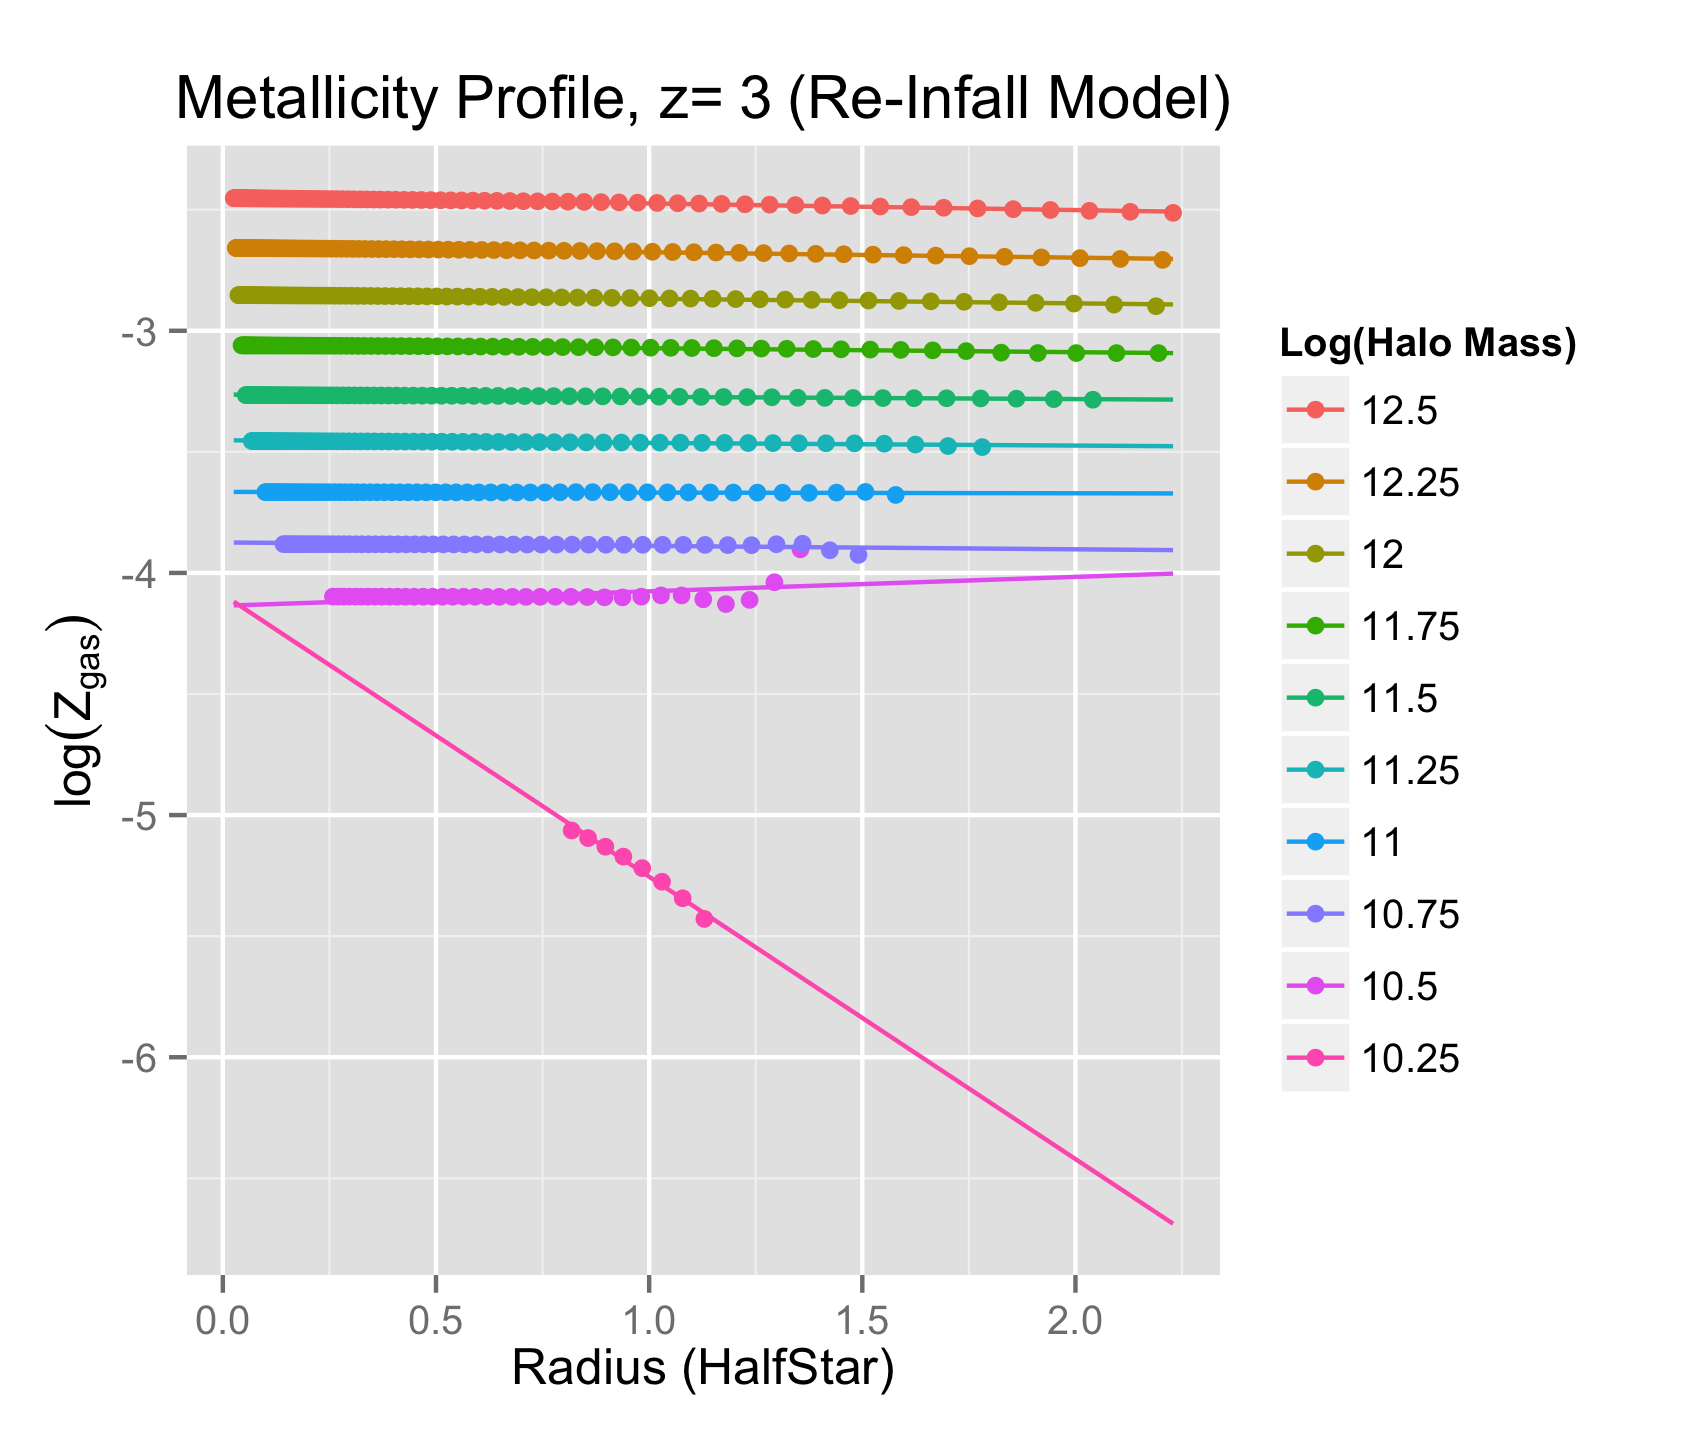 Metallicity Profile, z= 3 (Re-Infall Model)
-3
-4
-5
-6
log(Zgas)
0.0 0.5 1.0 1.5 2.0
Radius (HalfStar)
Log(Halo Mass)
12.5
12.25
12
11.75
11.5
11.25
11
10.75
10.5
10.25